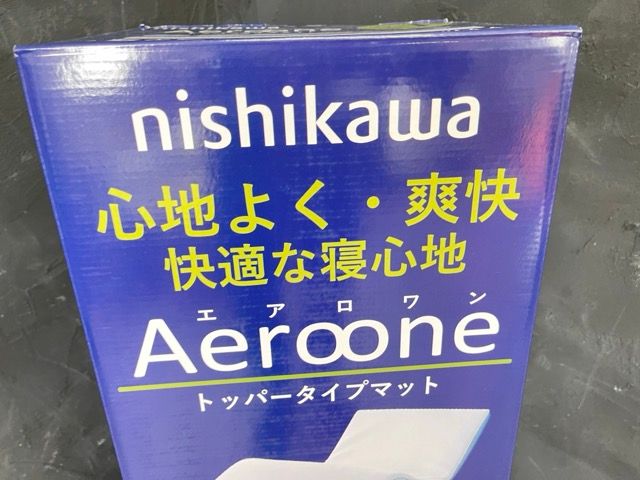 nishikawa
心地よく・爽快
快適な寝心地
エアロワン
Aeroone
トッパータイプマット